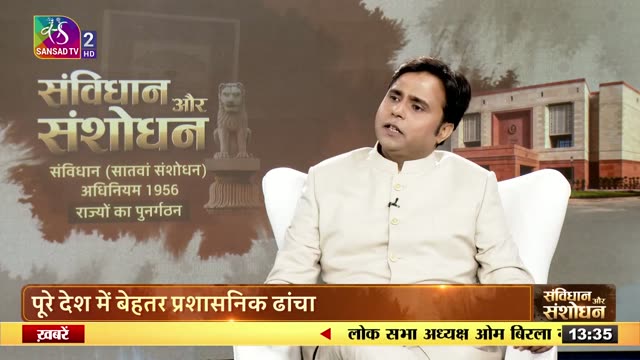 SANSAD TV
2
HD
संविधान
और
संशोधन
संविधान (सातवां संशोधन)
अधिनियम 1956
राज्यों का पुनर्गठन
पूरे देश में बेहतर प्रशासनिक ढांचा
संविधान
और
संशोधन
ख़बरें
लोक सभा अध्यक्ष ओम बिरला
13:35